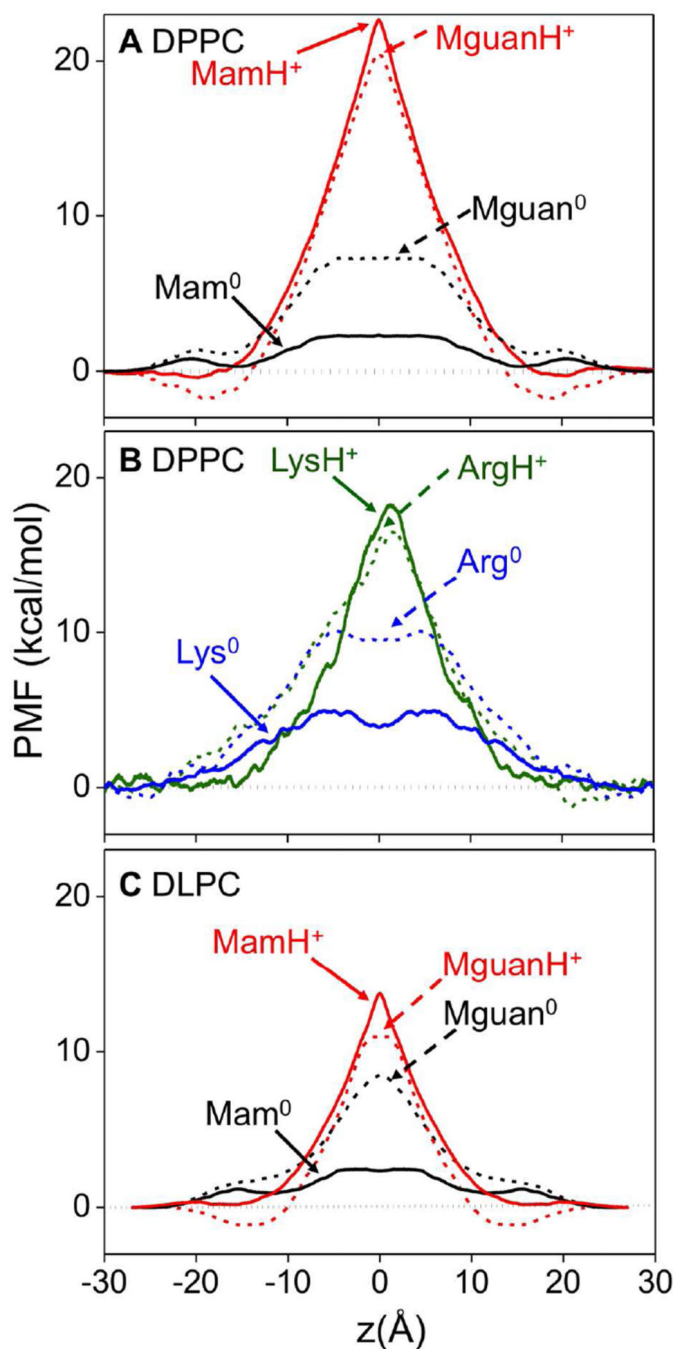 A DPPC
MguanH⁺
MamH⁺
20
Mguan⁰
10
Mam⁰
0
B DPPC
LysH⁺
ArgH⁺
20
Arg⁰
10
Lys⁰
0
PMF (kcal/mol)
C DLPC
20
MamH⁺
MguanH⁺
Mguan⁰
10
Mam⁰
0
-30 -20 -10 0 10 20 30
z(Å)